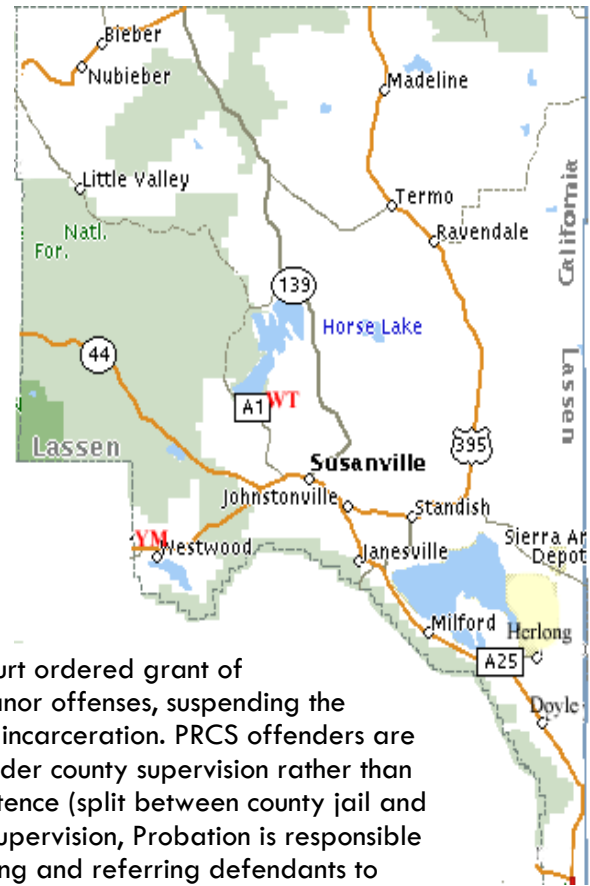 Bieber
Nubieber
Madeline
Little Valley
Termo
Natl.
For.
Ravendale
California
139
Horse Lake
44
Lassen
A1
WT
Lassen
395
Susanville
Johnstonville
Standish
YM
Westwood
Janesville
Sierra Ar
Depot
Milford
Herlong
A25
Doyle
urt ordered grant of
anor offenses, suspending the
incarceration. PRCS offenders are
der county supervision rather than
tence (split between county jail and
upervision, Probation is responsible
ng and referring defendants to